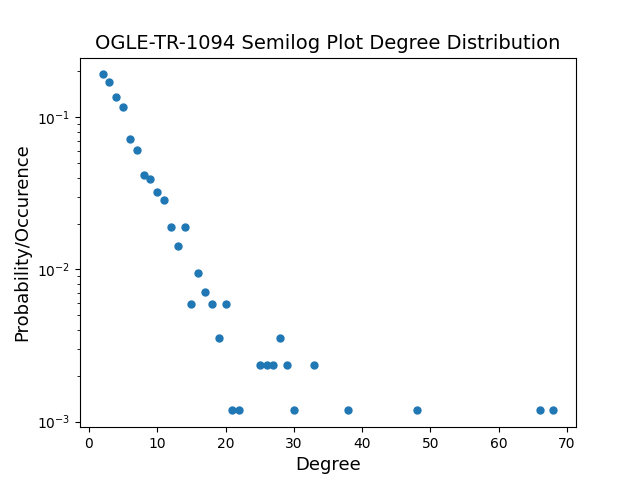 OGLE-TR-1094 Semilog Plot Degree Distribution
Probability/Occurence
10⁻¹
10⁻²
10⁻³
0 10 20 30 40 50 60 70
Degree